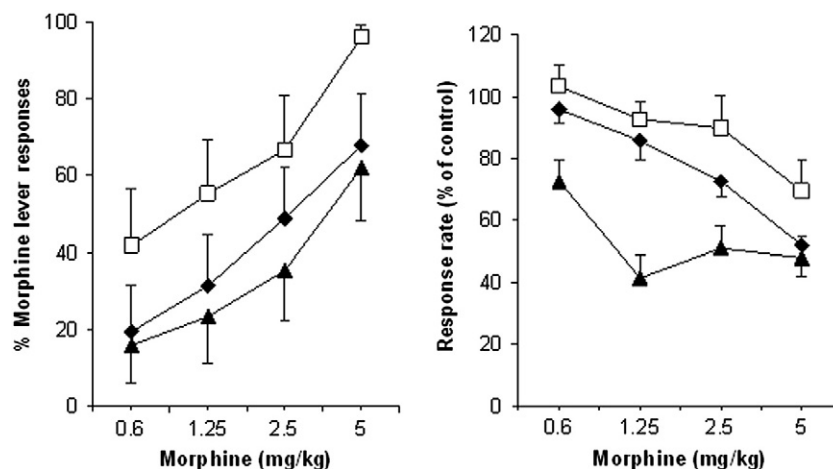 % Morphine lever responses
100
80
60
40
20
0
0.6 1.25 2.5 5
Morphine (mg/kg)
Response rate (% of control)
120
100
80
60
40
20
0
0.6 1.25 2.5 5
Morphine (mg/kg)